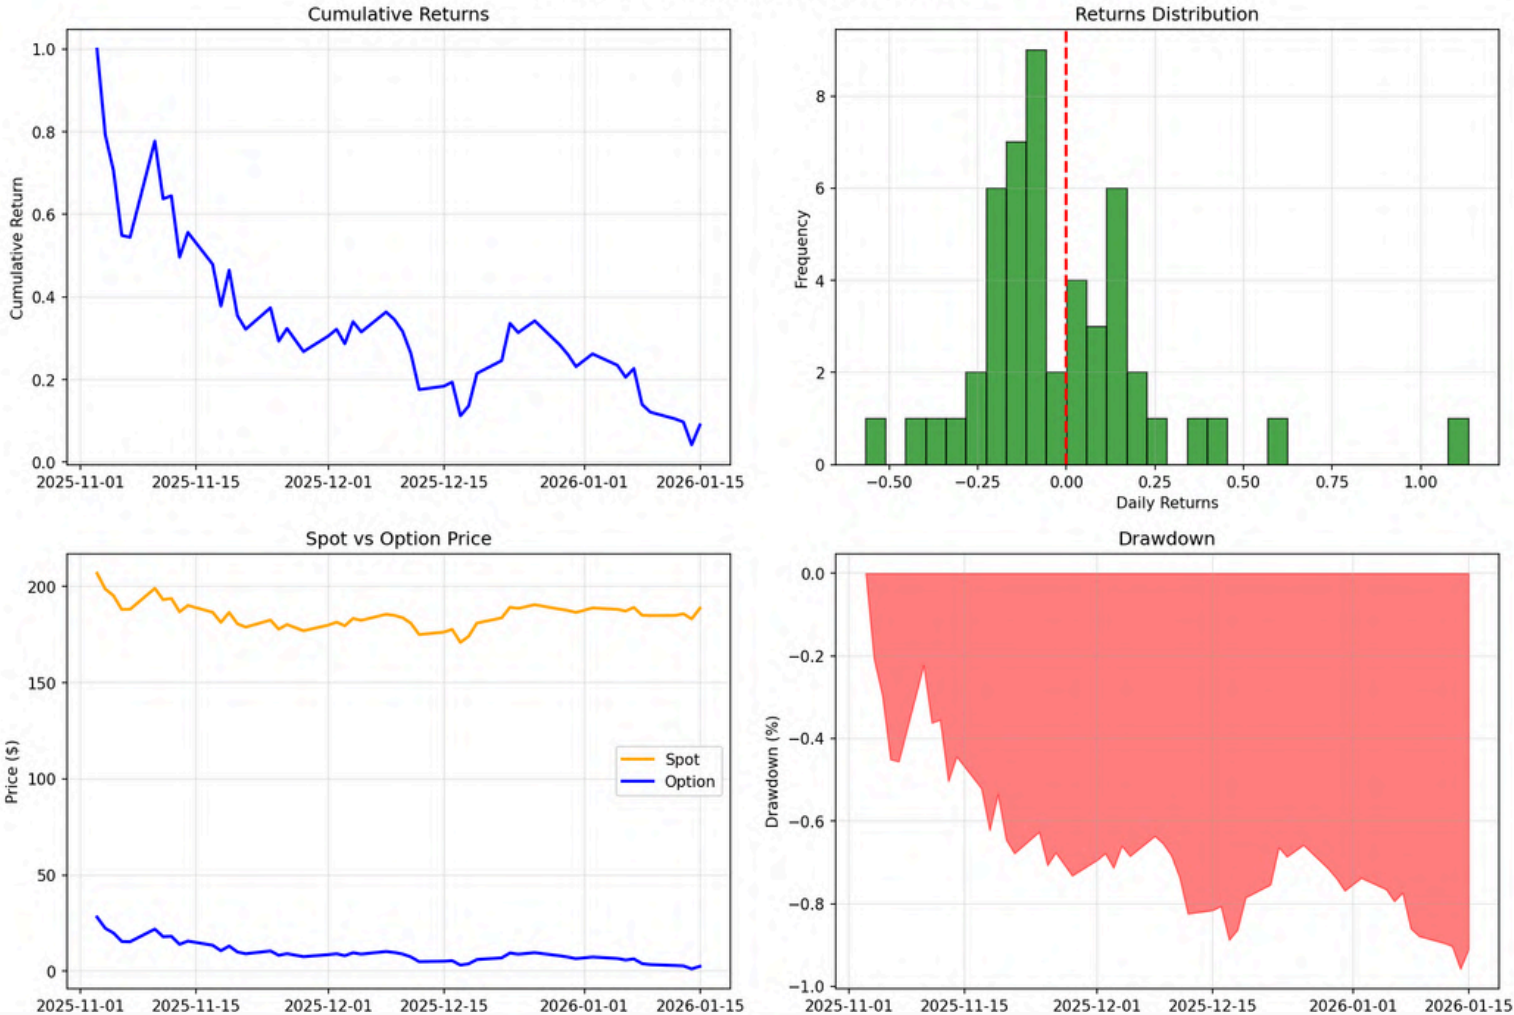 Cumulative Returns
Cumulative Return
1.0
0.8
0.6
0.4
0.2
0.0
2025-11-01 2025-11-15 2025-12-01 2025-12-15 2026-01-01 2026-01-15
Returns Distribution
Frequency
8
6
4
2
0
−0.50 −0.25 0.00 0.25 0.50 0.75 1.00
Daily Returns
Spot vs Option Price
Price ($)
200
150
100
50
0
Spot
Option
2025-11-01 2025-11-15 2025-12-01 2025-12-15 2026-01-01 2026-01-15
Drawdown
Drawdown (%)
0.0
−0.2
−0.4
−0.6
−0.8
−1.0
2025-11-01 2025-11-15 2025-12-01 2025-12-15 2026-01-01 2026-01-15